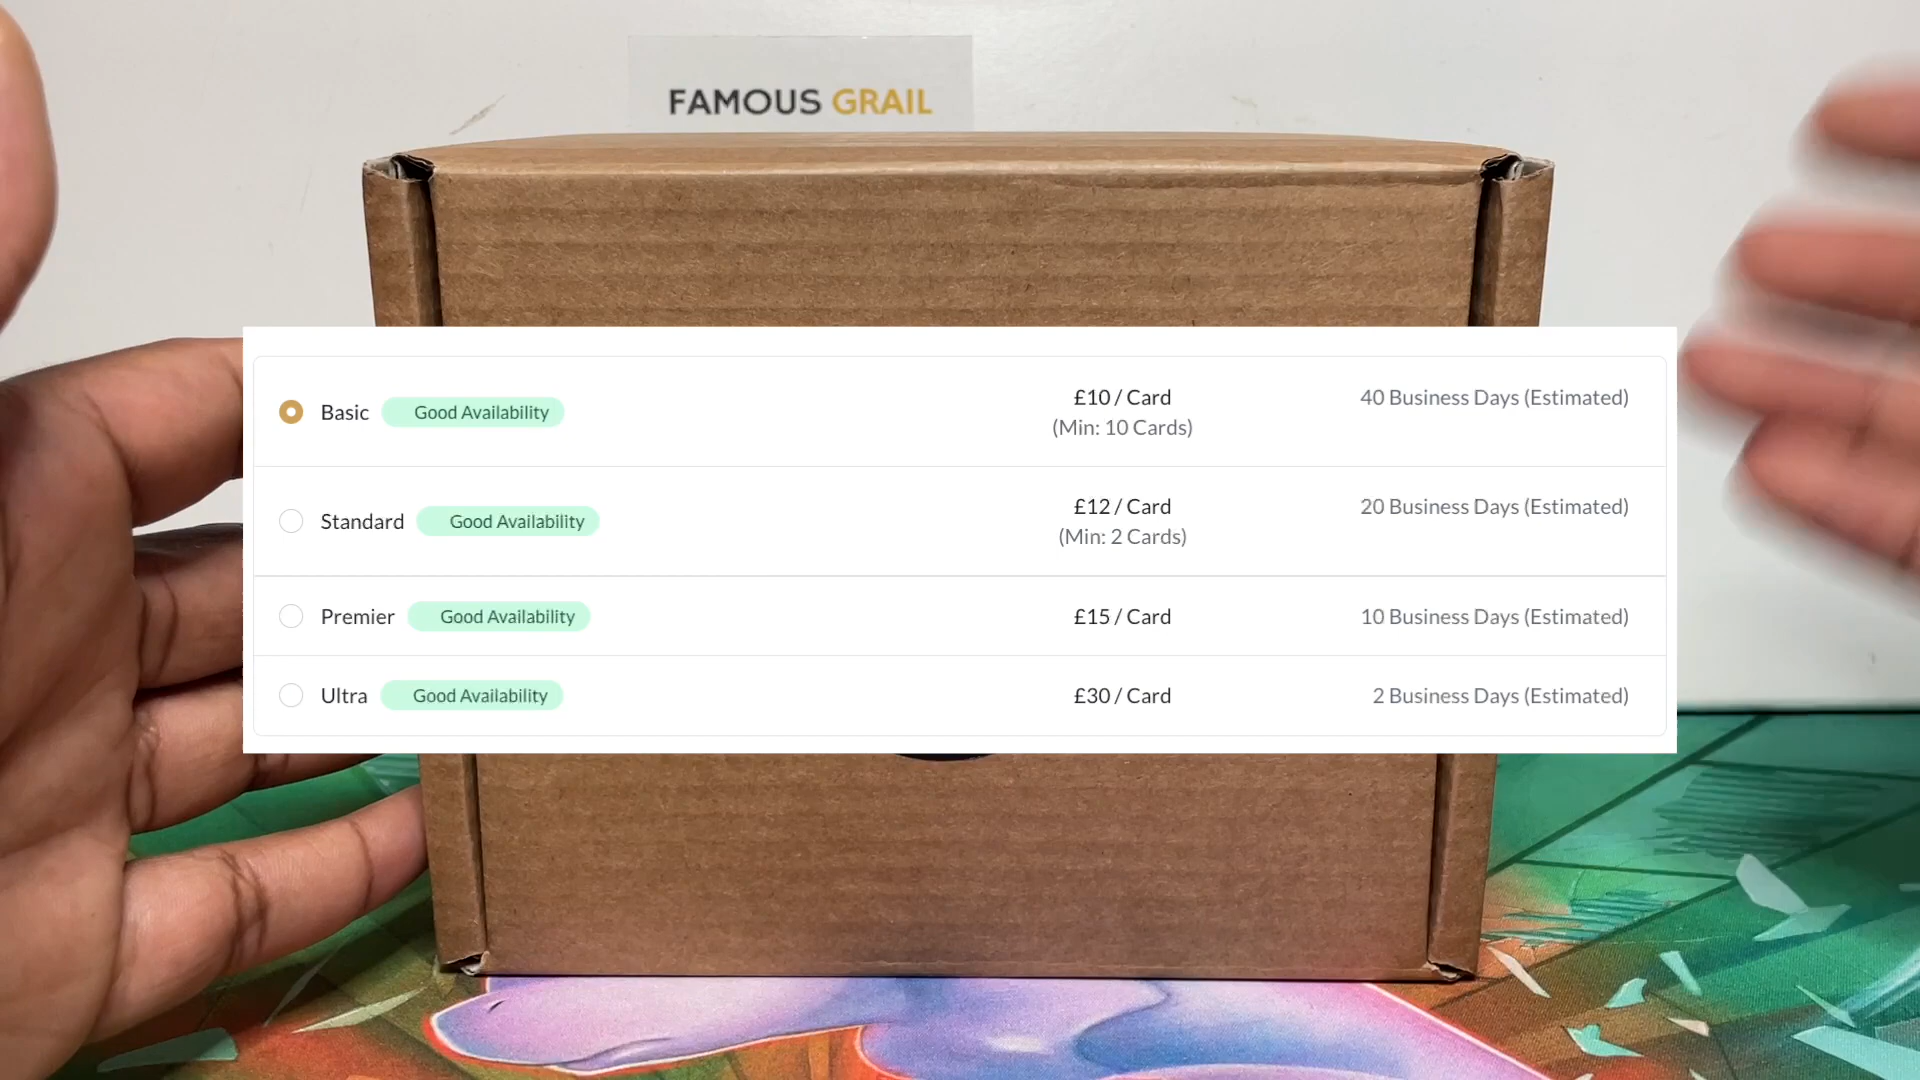 FAMOUS GRAIL
Basic Good Availability £10 / Card 40 Business Days (Estimated)
(Min: 10 Cards)
Standard Good Availability £12 / Card 20 Business Days (Estimated)
(Min: 2 Cards)
Premier Good Availability £15 / Card 10 Business Days (Estimated)
Ultra Good Availability £30 / Card 2 Business Days (Estimated)